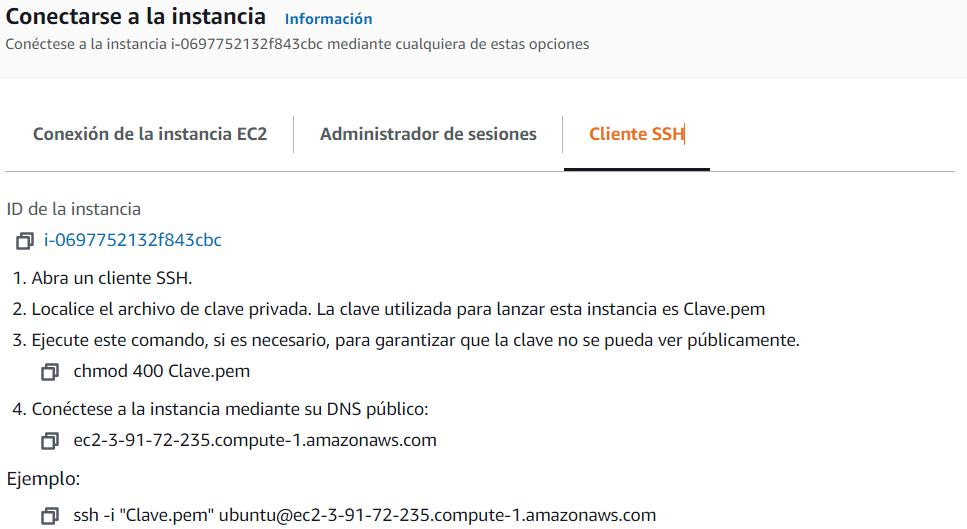 Conectarse a la instancia Información
Conéctese a la instancia i-0697752132f843cbc mediante cualquiera de estas opciones
Conexión de la instancia EC2 Administrador de sesiones Cliente SSH
ID de la instancia
i-0697752132f843cbc
1. Abra un cliente SSH.
2. Localice el archivo de clave privada. La clave utilizada para lanzar esta instancia es Clave.pem
3. Ejecute este comando, si es necesario, para garantizar que la clave no se pueda ver públicamente.
chmod 400 Clave.pem
4. Conéctese a la instancia mediante su DNS público:
ec2-3-91-72-235.compute-1.amazonaws.com
Ejemplo:
ssh -i "Clave.pem" ubuntu@ec2-3-91-72-235.compute-1.amazonaws.com